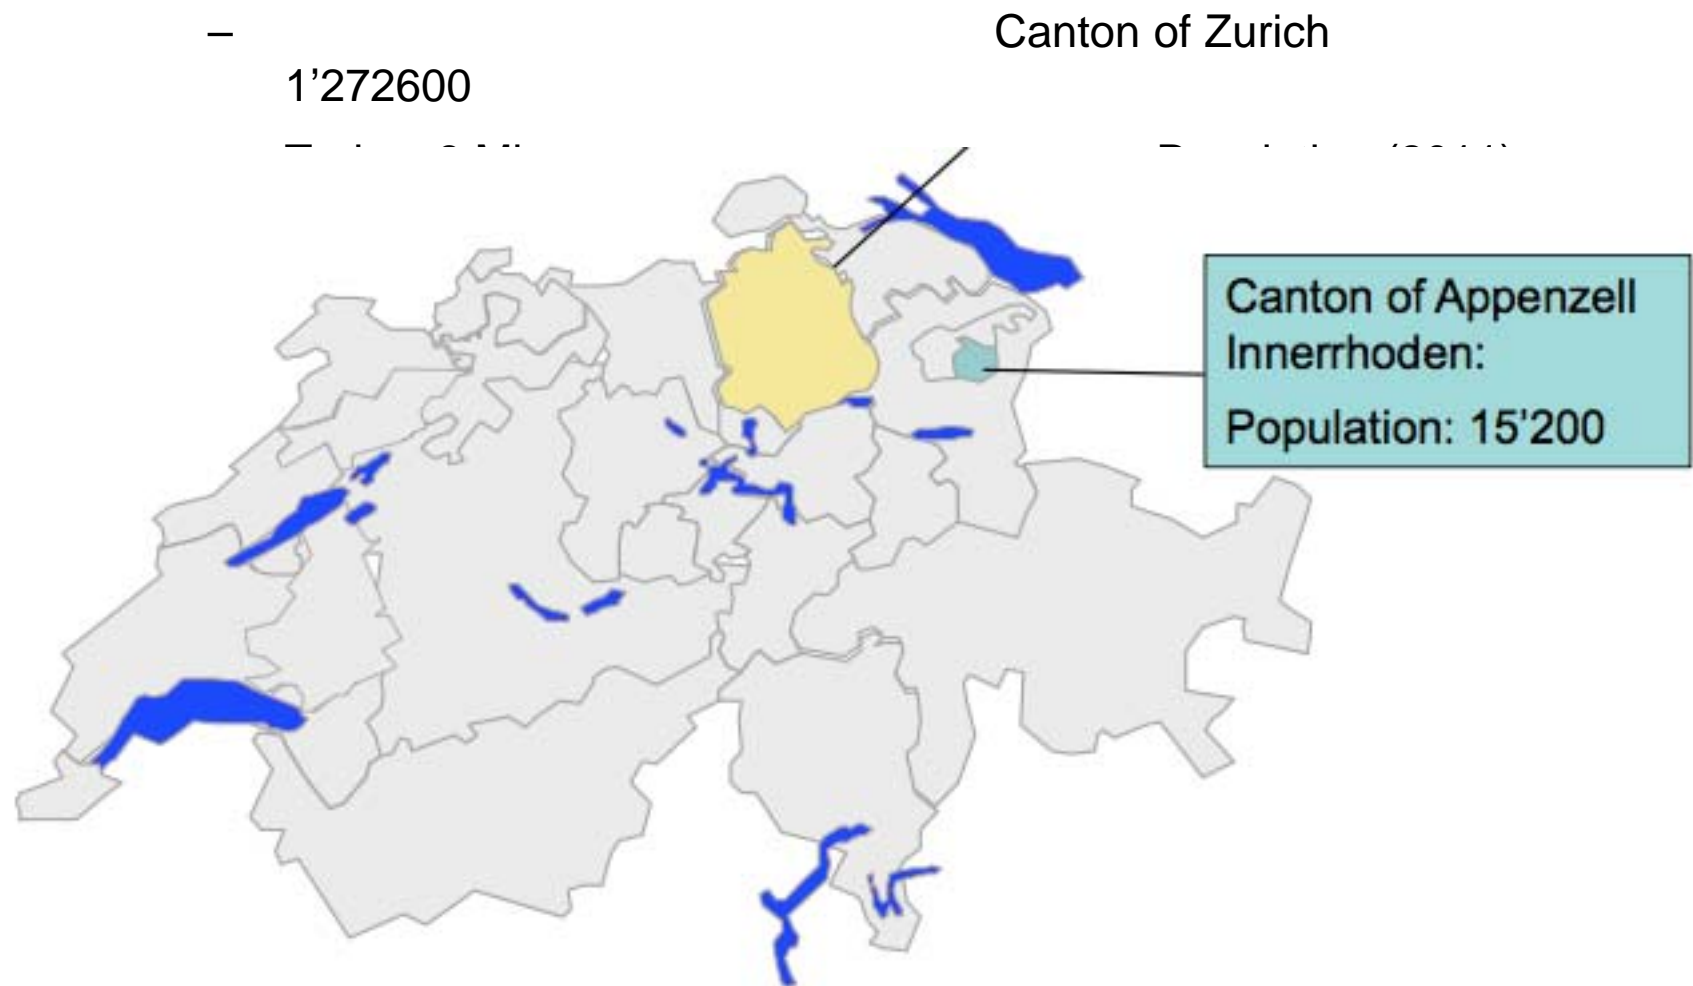 – Canton of Zurich
1’272600
Canton of Appenzell
Innerrhoden:
Population: 15’200